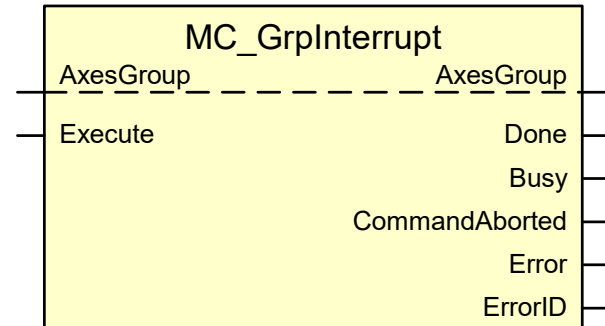 MC_GrpInterrupt
AxesGroup AxesGroup
Execute Done
Busy
CommandAborted
Error
ErrorID